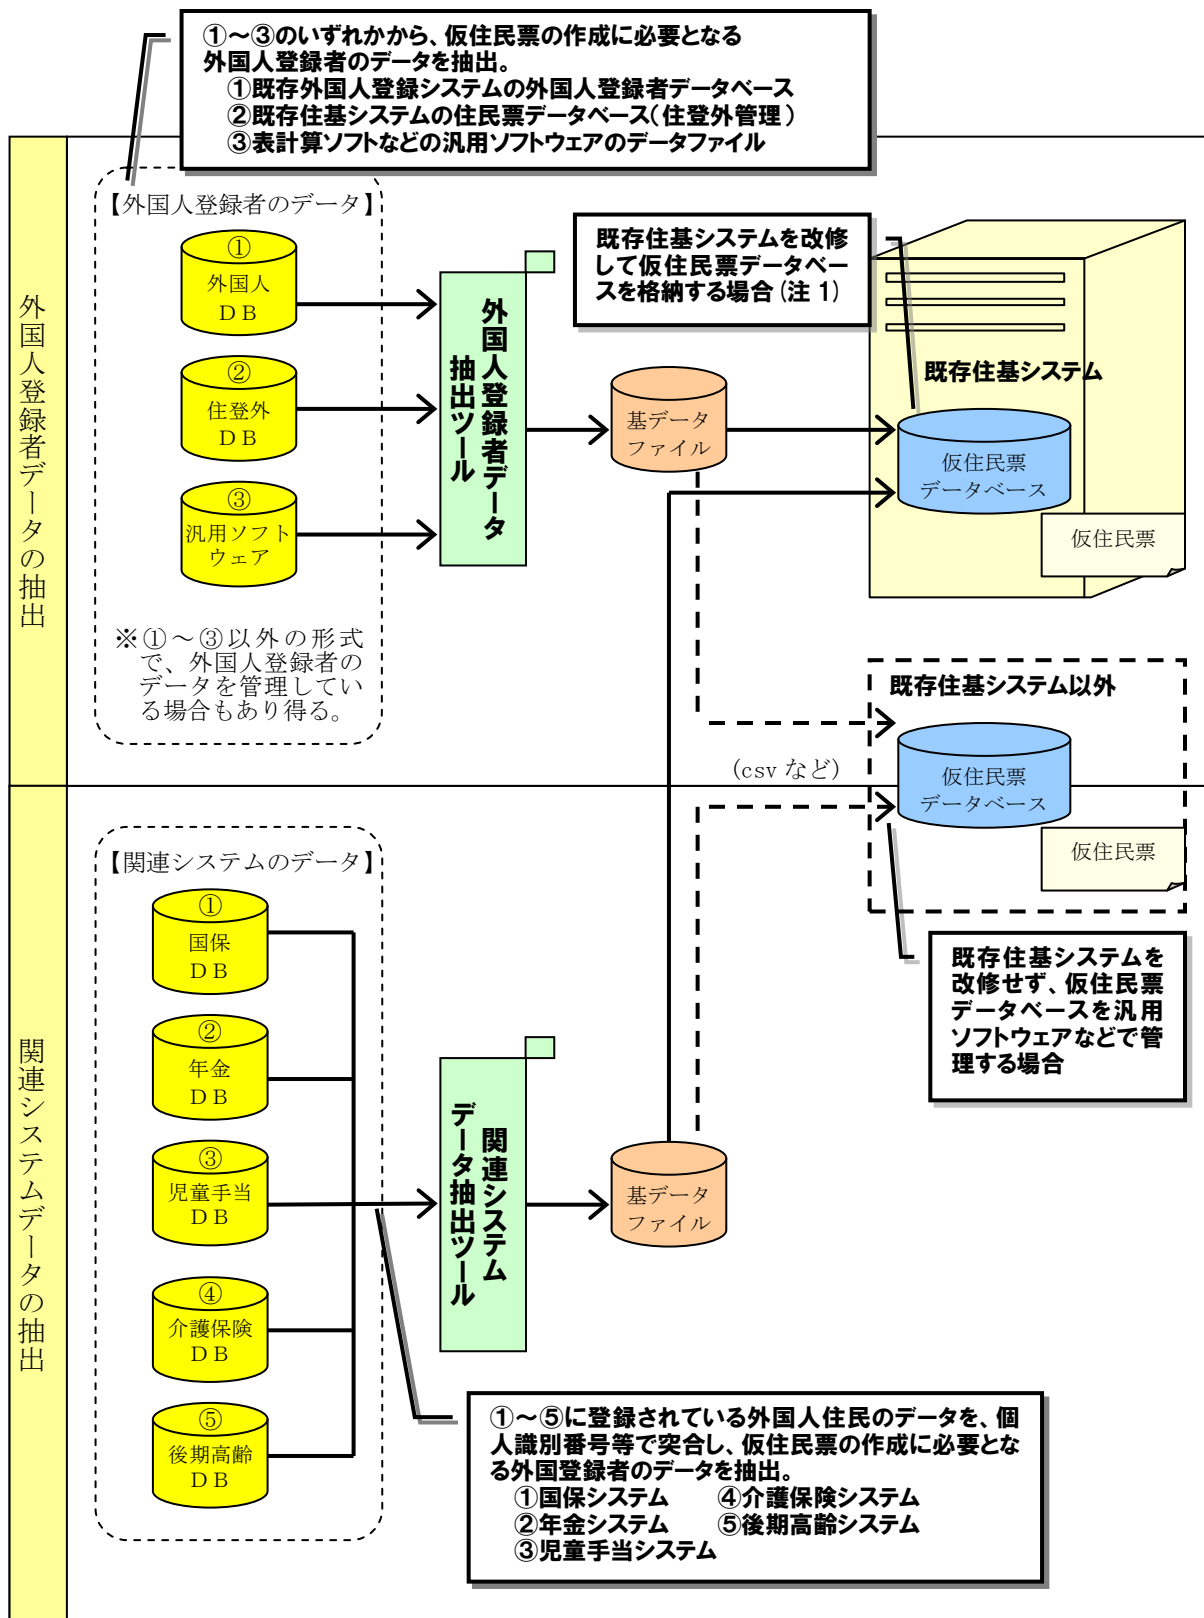 ①～③のいずれかから、仮住民票の作成に必要となる
外国人登録者のデータを抽出。
①既存外国人登録システムの外国人登録者データベース
②既存住基システムの住民票データベース(住登外管理)
③表計算ソフトなどの汎用ソフトウェアのデータファイル
外国人登録者データの抽出
【外国人登録者のデータ】
①
外国人
DB
②
住登外
DB
③
汎用ソフト
ウェア
※①～③以外の形式
で、外国人登録者の
データを管理してい
る場合もあり得る。
外国人登録者データ
抽出ツール
基データ
ファイル
既存住基システムを改修
して仮住民票データベー
スを格納する場合(注1)
既存住基システム
仮住民票
データベース
仮住民票
既存住基システム以外
仮住民票
データベース
仮住民票
(csvなど)
既存住基システムを
改修せず、仮住民票
データベースを汎用
ソフトウェアなどで管
理する場合
関連システムデータの抽出
【関連システムのデータ】
①
国保
DB
②
年金
DB
③
児童手当
DB
④
介護保険
DB
⑤
後期高齢
DB
関連システム
データ抽出ツール
基データ
ファイル
①～⑤に登録されている外国人住民のデータを、個
人識別番号等で突合し、仮住民票の作成に必要とな
る外国登録者のデータを抽出。
①国保システム ④介護保険システム
②年金システム ⑤後期高齢システム
③児童手当システム